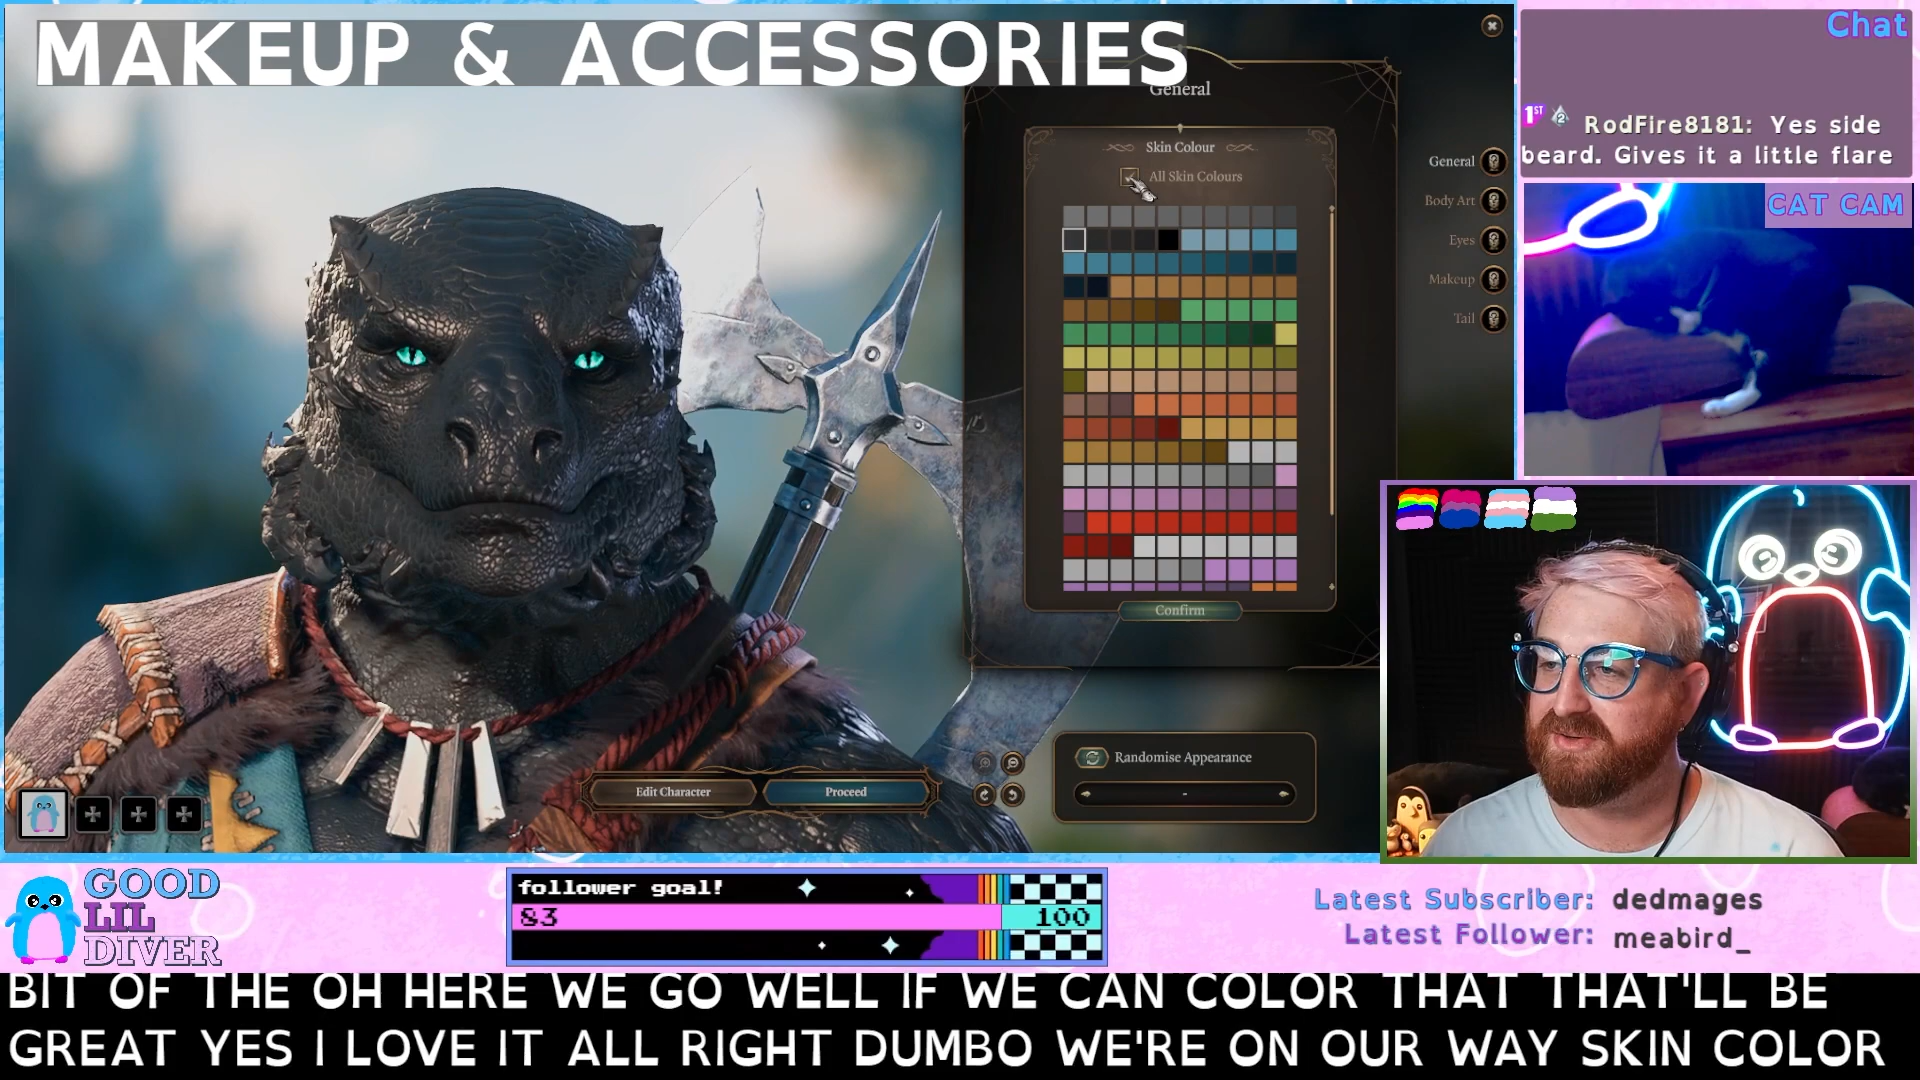 MAKEUP & ACCESSORIES
General
Skin Colour
All Skin Colours
Confirm
General
Body Art
Eyes
Makeup
Tail
Randomise Appearance
-
Edit Character
Proceed
Chat
1ST 2 RodFire8181: Yes side
beard. Gives it a little flare
CAT CAM
GOOD
LIL
DIVER
follower goal!
83
100
Latest Subscriber: dedmages
Latest Follower: meabird_
BIT OF THE OH HERE WE GO WELL IF WE CAN COLOR THAT THAT'LL BE
GREAT YES I LOVE IT ALL RIGHT DUMBO WE'RE ON OUR WAY SKIN COLOR